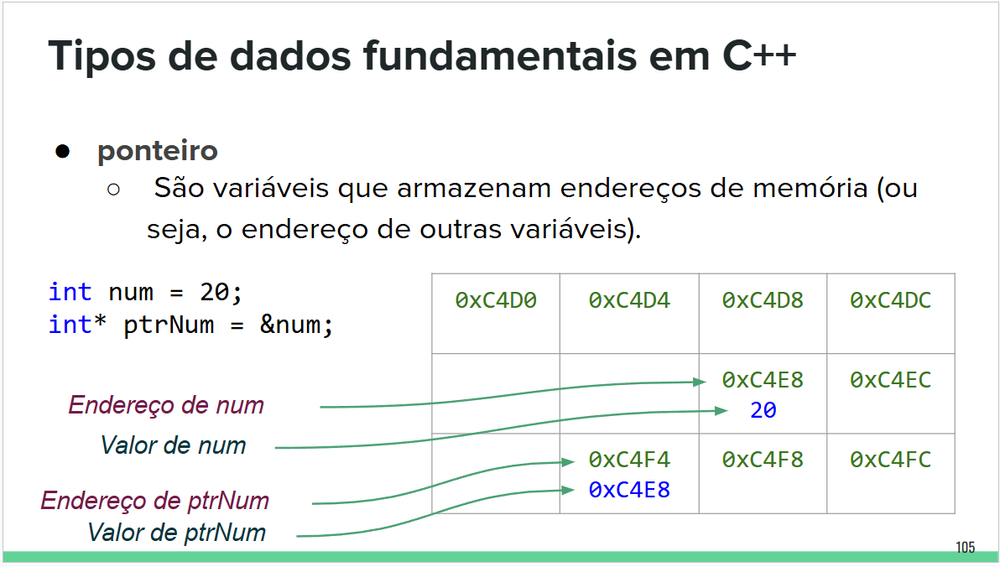 Tipos de dados fundamentais em C++
● ponteiro
○ São variáveis que armazenam endereços de memória (ou
seja, o endereço de outras variáveis).
int num = 20;
int* ptrNum = &num;
0xC4D0 0xC4D4 0xC4D8 0xC4DC
Endereço de num
0xC4E8 0xC4EC
20
Valor de num
0xC4F4 0xC4F8 0xC4FC
0xC4E8
Endereço de ptrNum
Valor de ptrNum
105